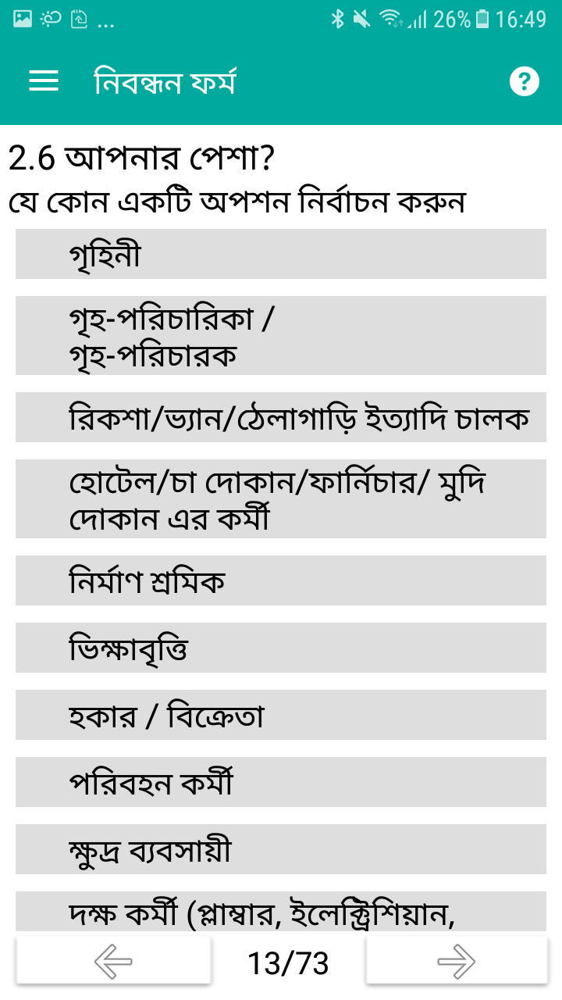 ... 26% 16:49
নিবন্ধন ফর্ম ?
2.6 আপনার পেশা?
যে কোন একটি অপশন নির্বাচন করুন
গৃহিনী
গৃহ-পরিচারিকা /
গৃহ-পরিচারক
রিকশা/ভ্যান/ঠেলাগাড়ি ইত্যাদি চালক
হোটেল/চা দোকান/ফার্নিচার/ মুদি
দোকান এর কর্মী
নির্মাণ শ্রমিক
ভিক্ষাবৃত্তি
হকার / বিক্রেতা
পরিবহন কর্মী
ক্ষুদ্র ব্যবসায়ী
দক্ষ কর্মী (প্লাম্বার, ইলেক্ট্রিশিয়ান,
13/73